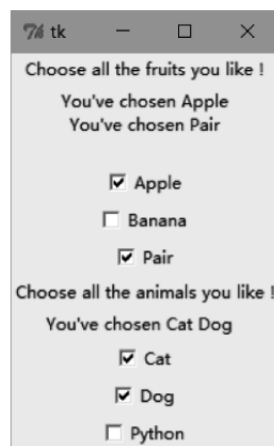 tk
Choose all the fruits you like !
You've chosen Apple
You've chosen Pair
Apple
Banana
Pair
Choose all the animals you like !
You've chosen Cat Dog
Cat
Dog
Python